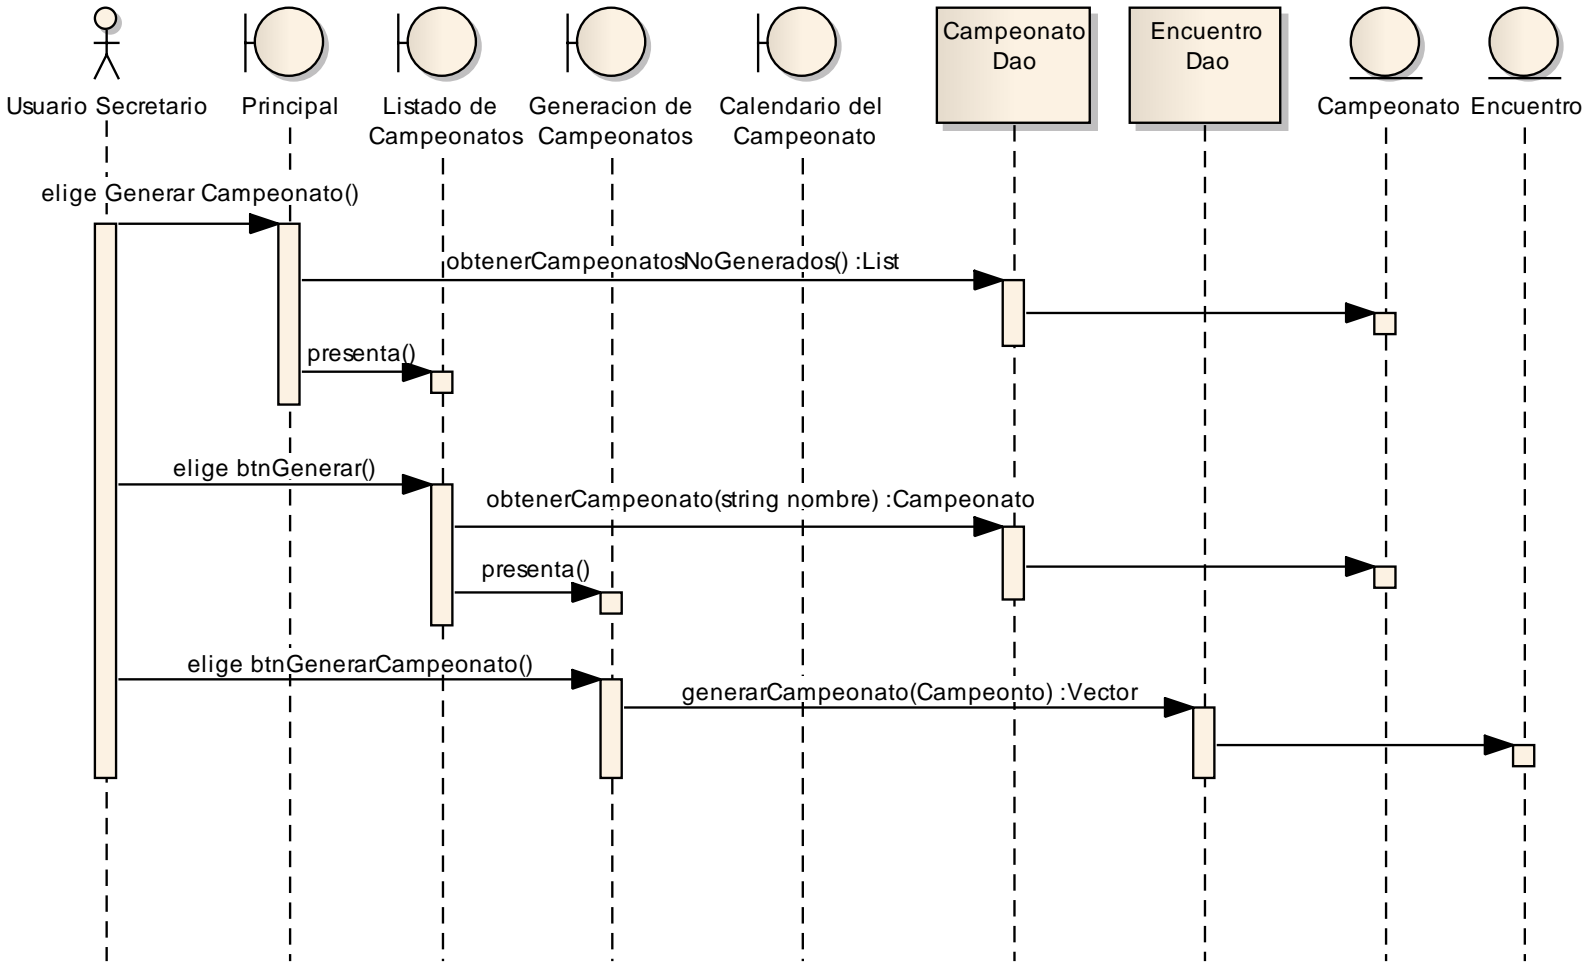 Campeonato
Dao
Encuentro
Dao
Usuario Secretario
Principal
Listado de
Campeonatos
Generacion de
Campeonatos
Calendario del
Campeonato
Campeonato
Encuentro
elige Generar Campeonato()
obtenerCampeonatosNoGenerados() :List
presenta()
elige btnGenerar()
obtenerCampeonato(string nombre) :Campeonato
presenta()
elige btnGenerarCampeonato()
generarCampeonato(Campeonto) :Vector